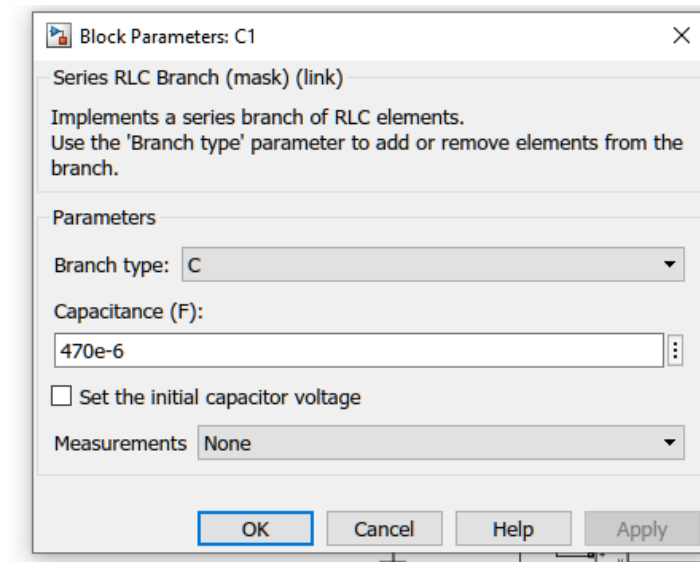 Block Parameters: C1
Series RLC Branch (mask) (link)
Implements a series branch of RLC elements.
Use the 'Branch type' parameter to add or remove elements from the
branch.
Parameters
Branch type: C
Capacitance (F):
470e-6
Set the initial capacitor voltage
Measurements None
OK Cancel Help Apply